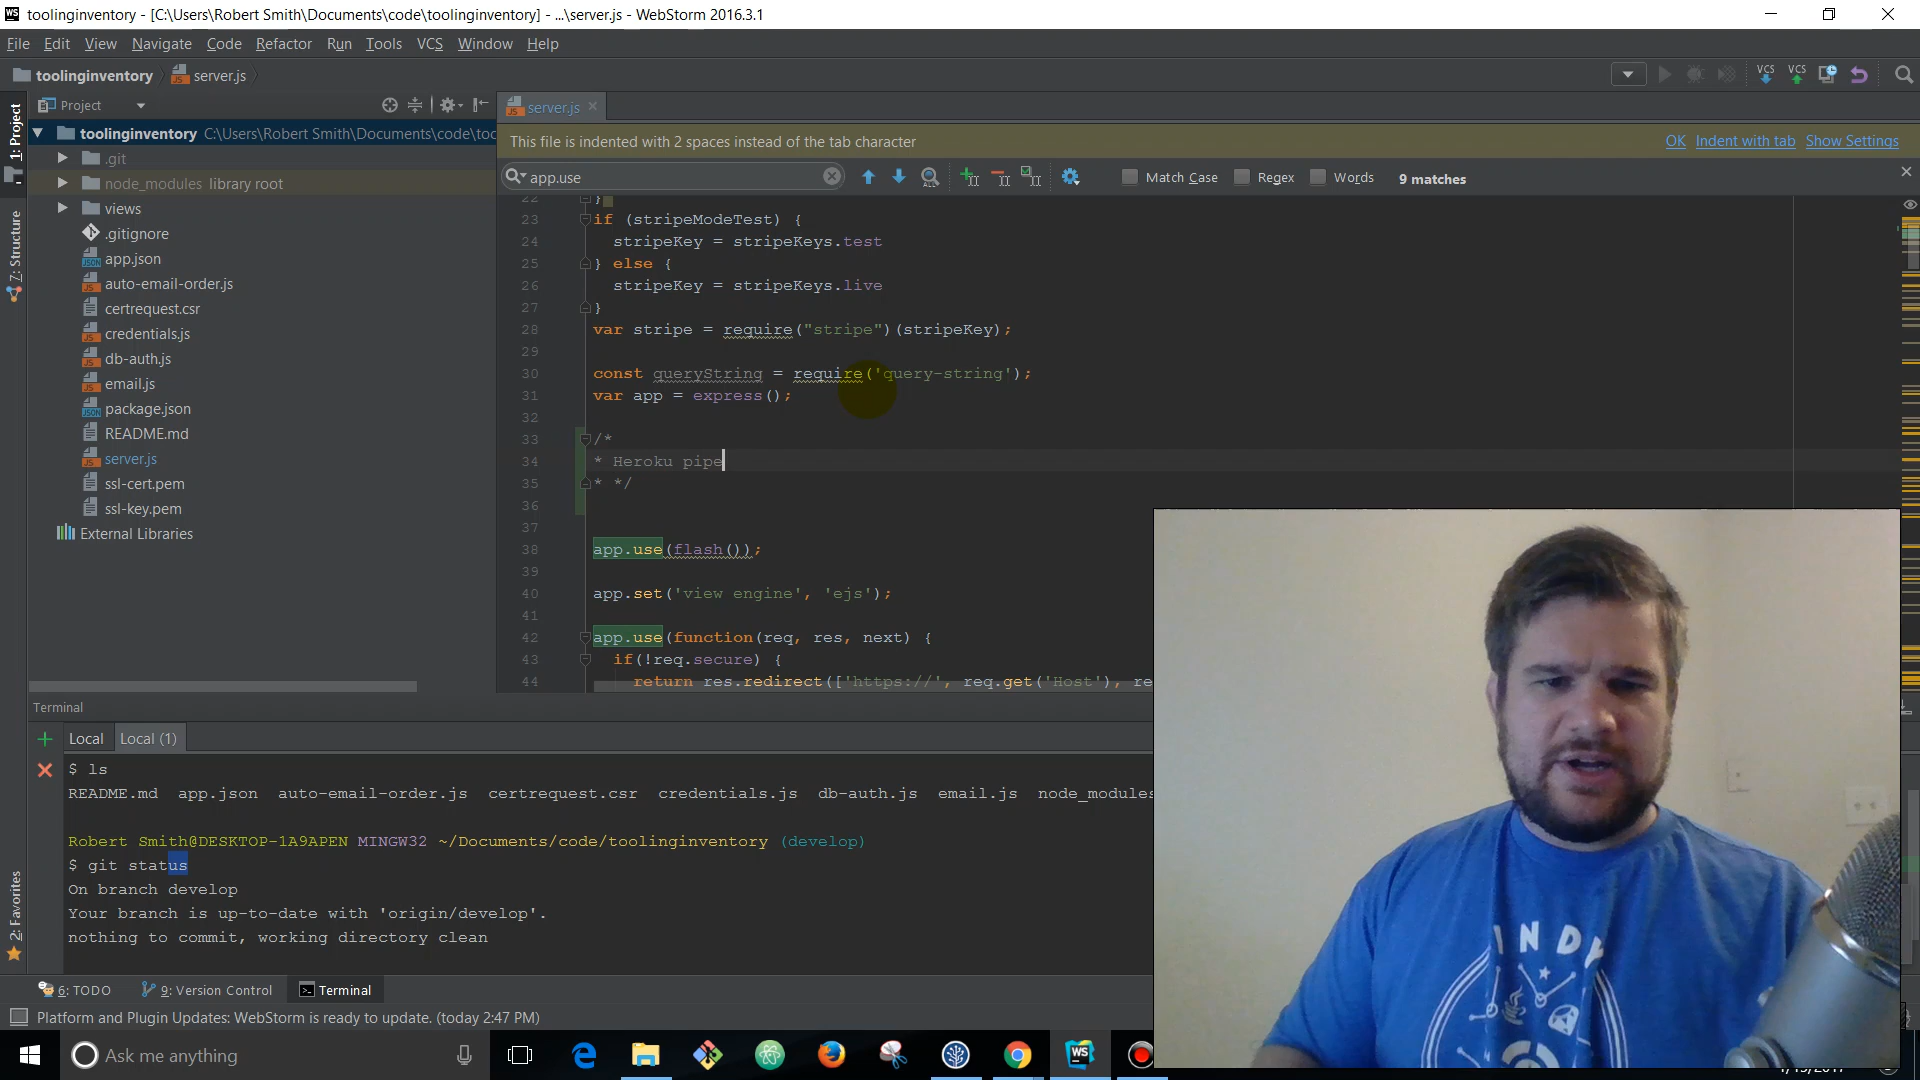 toolinginventory - [C:\Users\Robert Smith\Documents\code\toolinginventory] - ...\server.js - WebStorm 2016.3.1
File Edit View Navigate Code Refactor Run Tools VCS Window Help
toolinginventory server.js
VCS VCS
1: Project
7: Structure
2: Favorites
Project
toolinginventory C:\Users\Robert Smith\Documents\code\too
.git
node_modules library root
views
.gitignore
app.json
auto-email-order.js
certrequest.csr
credentials.js
db-auth.js
email.js
package.json
README.md
server.js
ssl-cert.pem
ssl-key.pem
External Libraries
server.js
This file is indented with 2 spaces instead of the tab character OK Indent with tab Show Settings
app.use Match Case Regex Words 9 matches
22 }
23 if (stripeModeTest) {
24 stripeKey = stripeKeys.test
25 } else {
26 stripeKey = stripeKeys.live
27 }
28 var stripe = require("stripe")(stripeKey);
29
30 const queryString = require('query-string');
31 var app = express();
32
33 /*
34 * Heroku pipe
35 * */
36
37
38 app.use(flash());
39
40 app.set('view engine', 'ejs');
41
42 app.use(function(req, res, next) {
43 if(!req.secure) {
44 return res.redirect(['https://', req.get('Host'), re
Terminal
Local Local (1)
$ ls
README.md app.json auto-email-order.js certrequest.csr credentials.js db-auth.js email.js node_modules
Robert Smith@DESKTOP-1A9APEN MINGW32 ~/Documents/code/toolinginventory (develop)
$ git status
On branch develop
Your branch is up-to-date with 'origin/develop'.
nothing to commit, working directory clean
6: TODO 9: Version Control Terminal
Platform and Plugin Updates: WebStorm is ready to update. (today 2:47 PM)
Ask me anything
WS
INDY